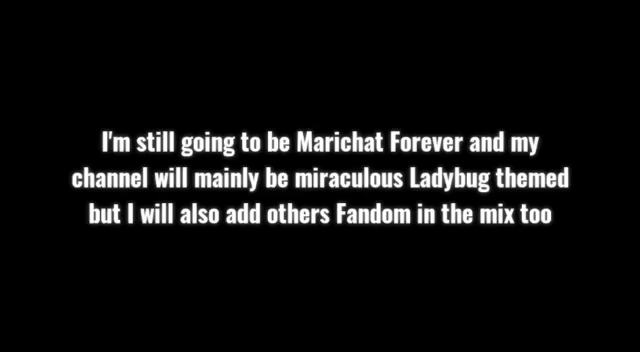 I'm still going to be Marichat Forever and my
channel will mainly be miraculous Ladybug themed
but I will also add others Fandom in the mix too